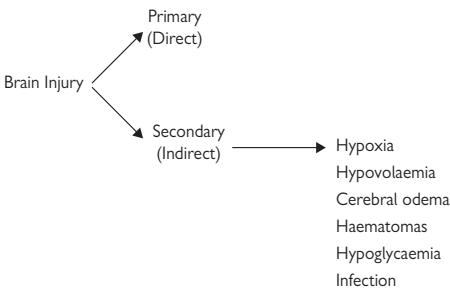 Primary
(Direct)
Brain Injury
Secondary
(Indirect)
Hypoxia
Hypovolaemia
Cerebral odema
Haematomas
Hypoglycaemia
Infection